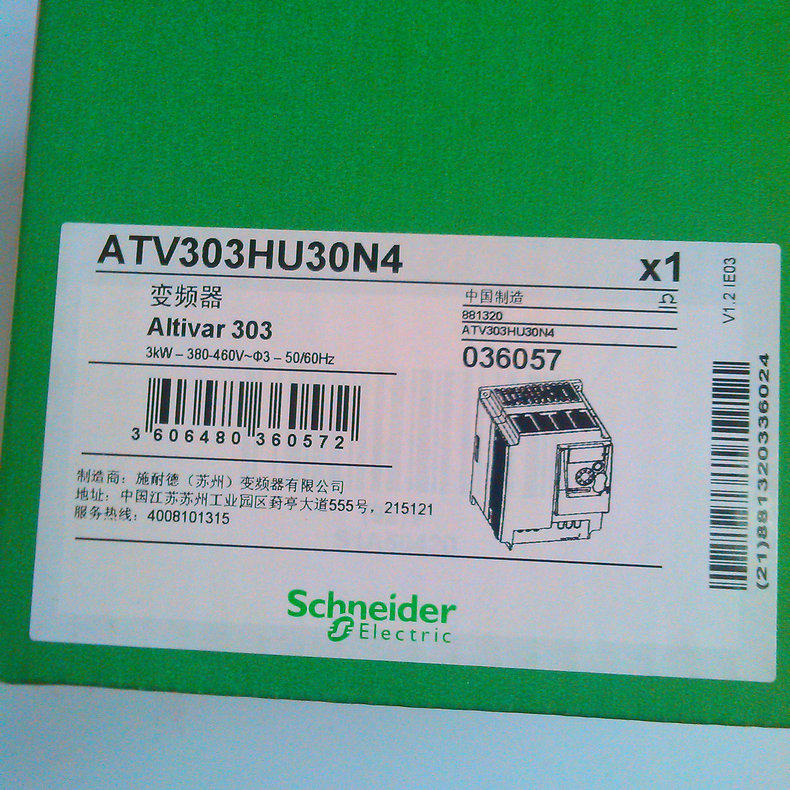 ATV303HU30N4
x1
变频器
Altivar 303
3kW – 380-460V~Φ3 – 50/60Hz
中国制造
881320
ATV303HU30N4
036057
3 606480 360572
制造商：施耐德（苏州）变频器有限公司
地址：中国江苏苏州工业园区葑亭大道555号，215121
服务热线：4008101315
Schneider
Electric
V1.2 IE03
(21)881320336024